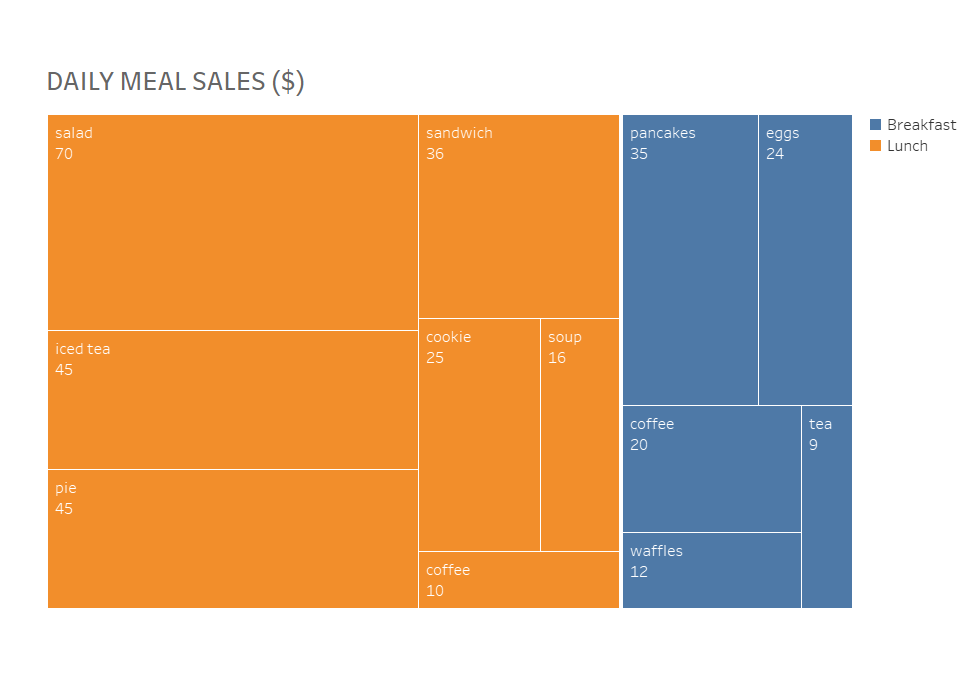 DAILY MEAL SALES ($)
salad
70
iced tea
45
pie
45
sandwich
36
cookie
25
soup
16
coffee
10
pancakes
35
eggs
24
coffee
20
waffles
12
tea
9
Breakfast
Lunch